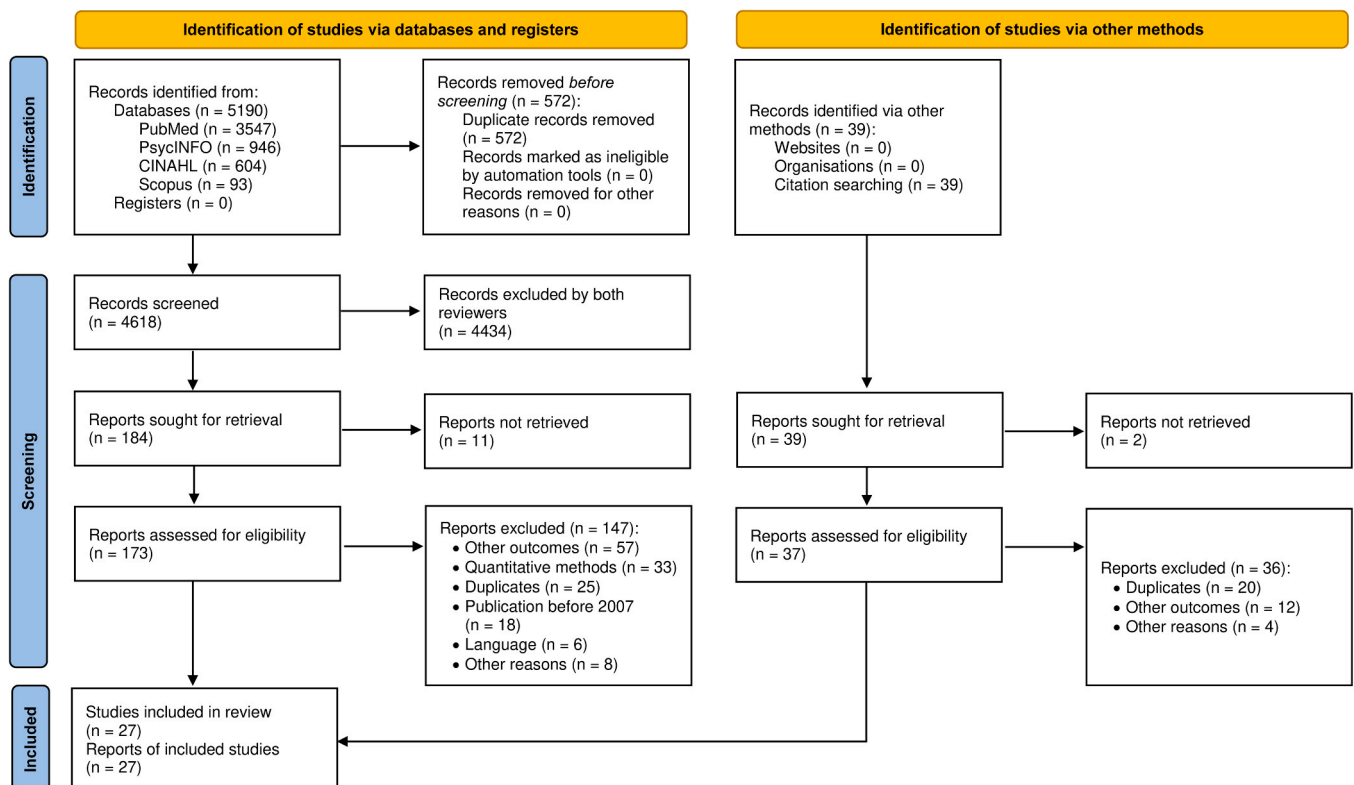 Identification of studies via databases and registers
Identification of studies via other methods
Identification
Records identified from:
Databases (n = 5190)
PubMed (n = 3547)
PsycINFO (n = 946)
CINAHL (n = 604)
Scopus (n = 93)
Registers (n = 0)
Records removed before
screening (n = 572):
Duplicate records removed
(n = 572)
Records marked as ineligible
by automation tools (n = 0)
Records removed for other
reasons (n = 0)
Records identified via other
methods (n = 39):
Websites (n = 0)
Organisations (n = 0)
Citation searching (n = 39)
Screening
Records screened
(n = 4618)
Records excluded by both
reviewers
(n = 4434)
Reports sought for retrieval
(n = 184)
Reports not retrieved
(n = 11)
Reports sought for retrieval
(n = 39)
Reports not retrieved
(n = 2)
Reports assessed for eligibility
(n = 173)
Reports excluded (n = 147):
• Other outcomes (n = 57)
• Quantitative methods (n = 33)
• Duplicates (n = 25)
• Publication before 2007
(n = 18)
• Language (n = 6)
• Other reasons (n = 8)
Reports assessed for eligibility
(n = 37)
Reports excluded (n = 36):
• Duplicates (n = 20)
• Other outcomes (n = 12)
• Other reasons (n = 4)
Included
Studies included in review
(n = 27)
Reports of included studies
(n = 27)